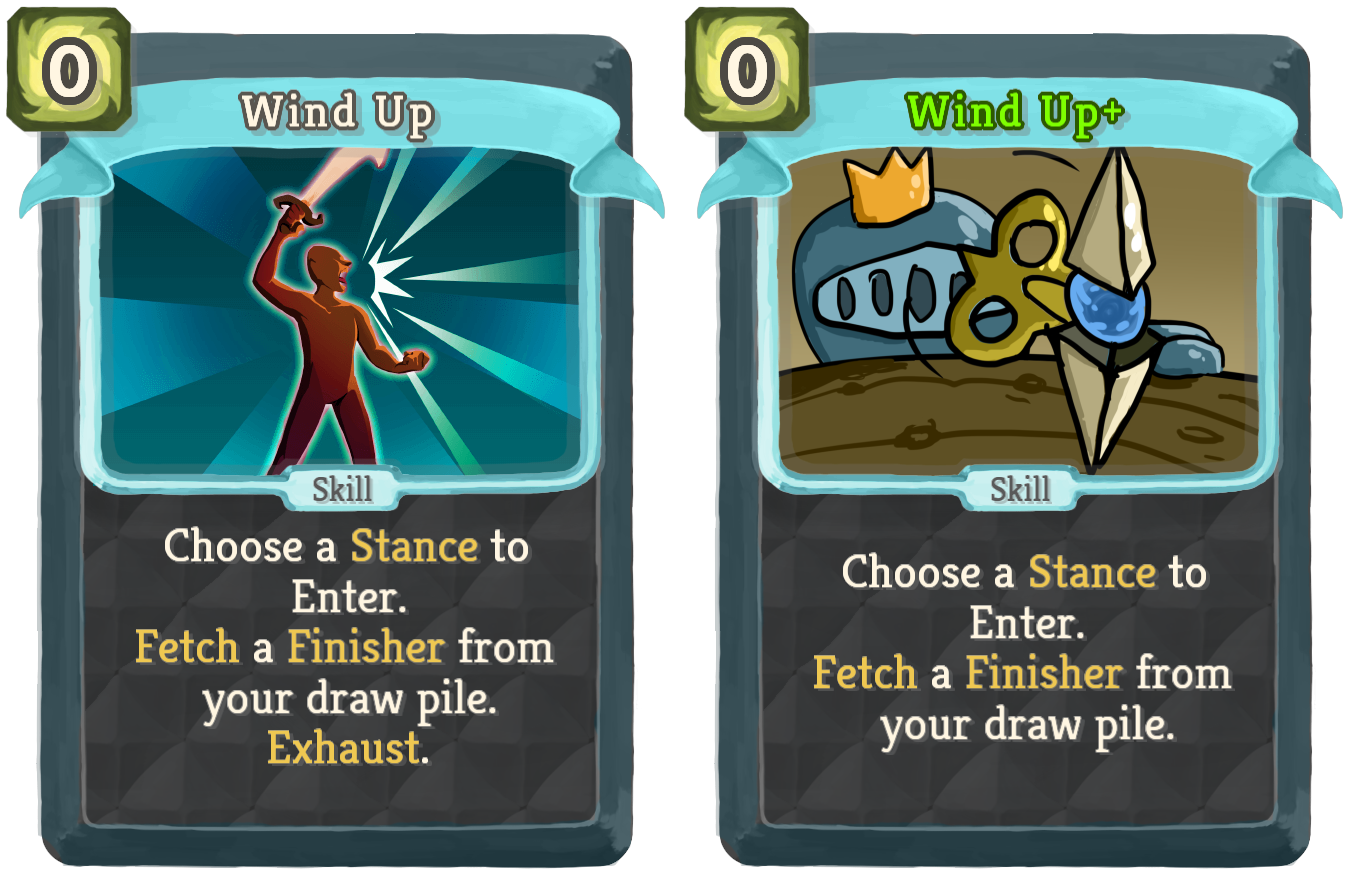 0
Wind Up
Skill
Choose a Stance to
Enter.
Fetch a Finisher from
your draw pile.
Exhaust.
0
Wind Up+
Skill
Choose a Stance to
Enter.
Fetch a Finisher from
your draw pile.